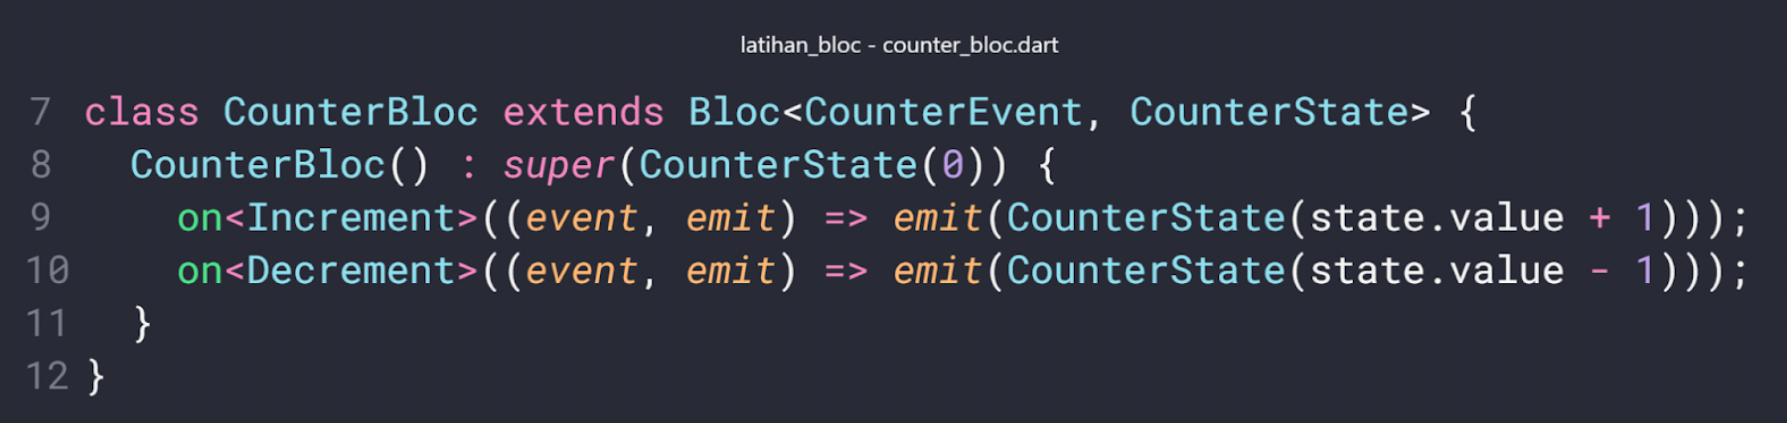 latihan_bloc - counter_bloc.dart
7 class CounterBloc extends Bloc<CounterEvent, CounterState> {
8   CounterBloc() : super(CounterState(0)) {
9     on<Increment>((event, emit) => emit(CounterState(state.value + 1)));
10     on<Decrement>((event, emit) => emit(CounterState(state.value - 1)));
11   }
12 }